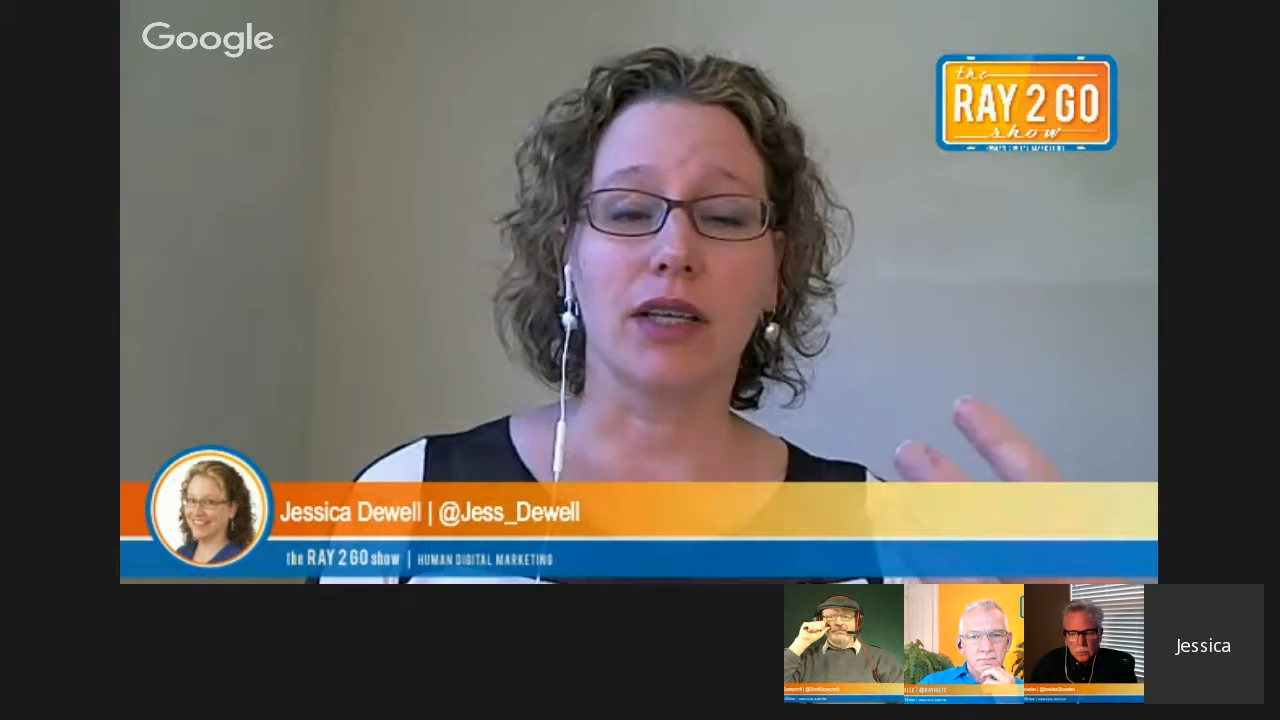 Google
the
RAY 2 GO
show
Jessica Dewell | @Jess_Dewell
the RAY 2 GO show | HUMAN DIGITAL MARKETING
Jessica